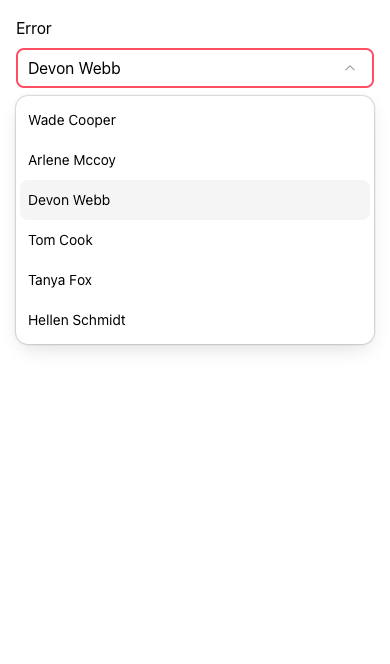 Error
Devon Webb
Wade Cooper
Arlene Mccoy
Devon Webb
Tom Cook
Tanya Fox
Hellen Schmidt